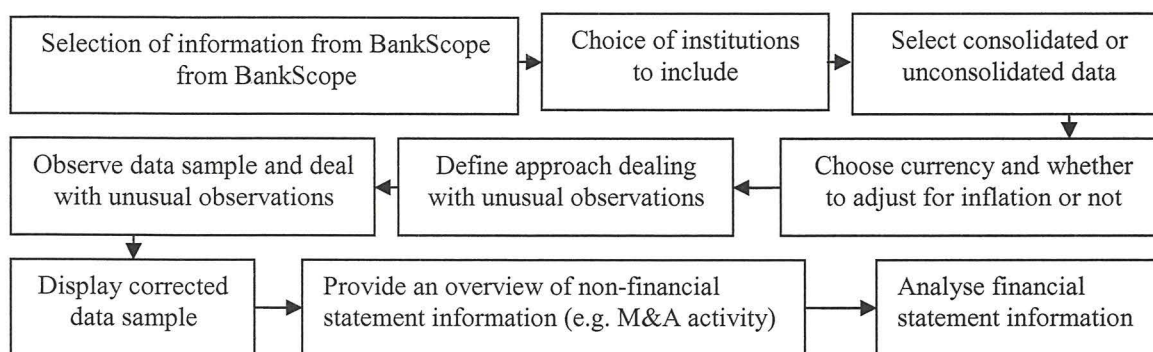 Selection of information from BankScope
from BankScope
Choice of institutions
to include
Select consolidated or
unconsolidated data
Choose currency and whether
to adjust for inflation or not
Define approach dealing
with unusual observations
Observe data sample and deal
with unusual observations
Display corrected
data sample
Provide an overview of non-financial
statement information (e.g. M&A activity)
Analyse financial
statement information